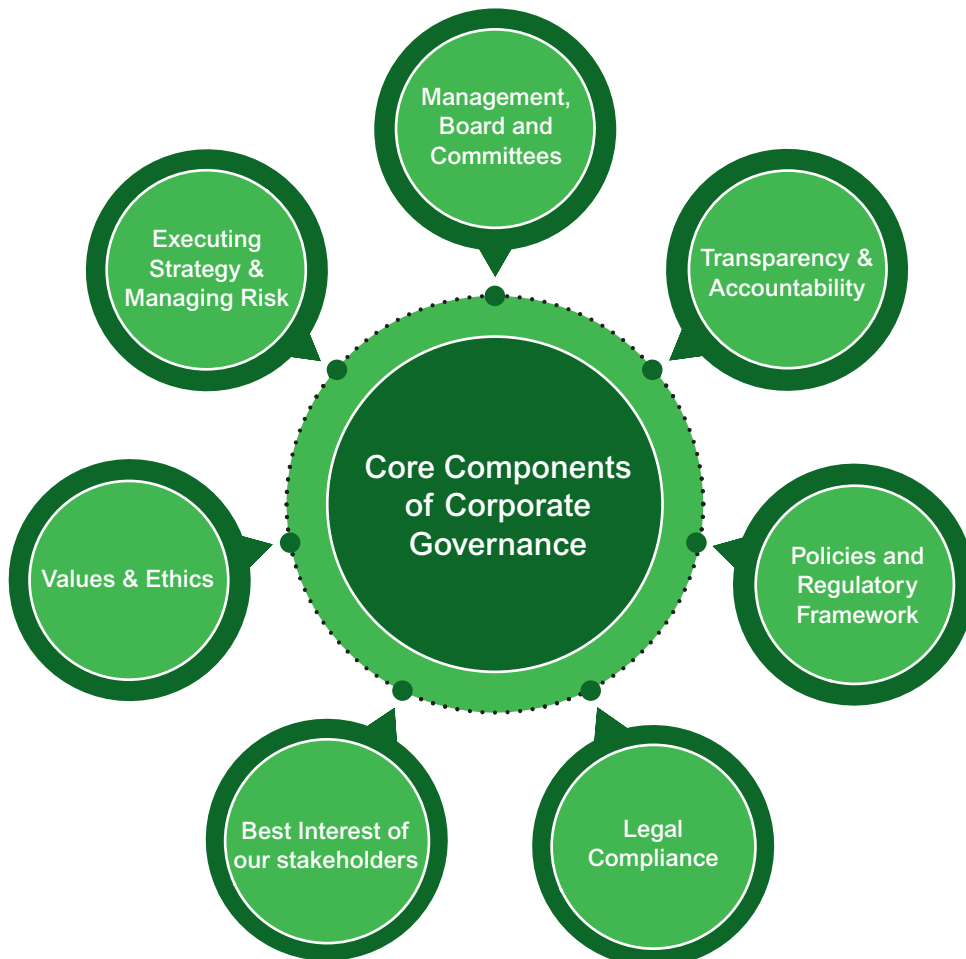 Management,
Board and
Committees
Transparency &
Accountability
Policies and
Regulatory
Framework
Legal
Compliance
Best Interest of
our stakeholders
Values & Ethics
Executing
Strategy &
Managing Risk
Core Components
of Corporate
Governance